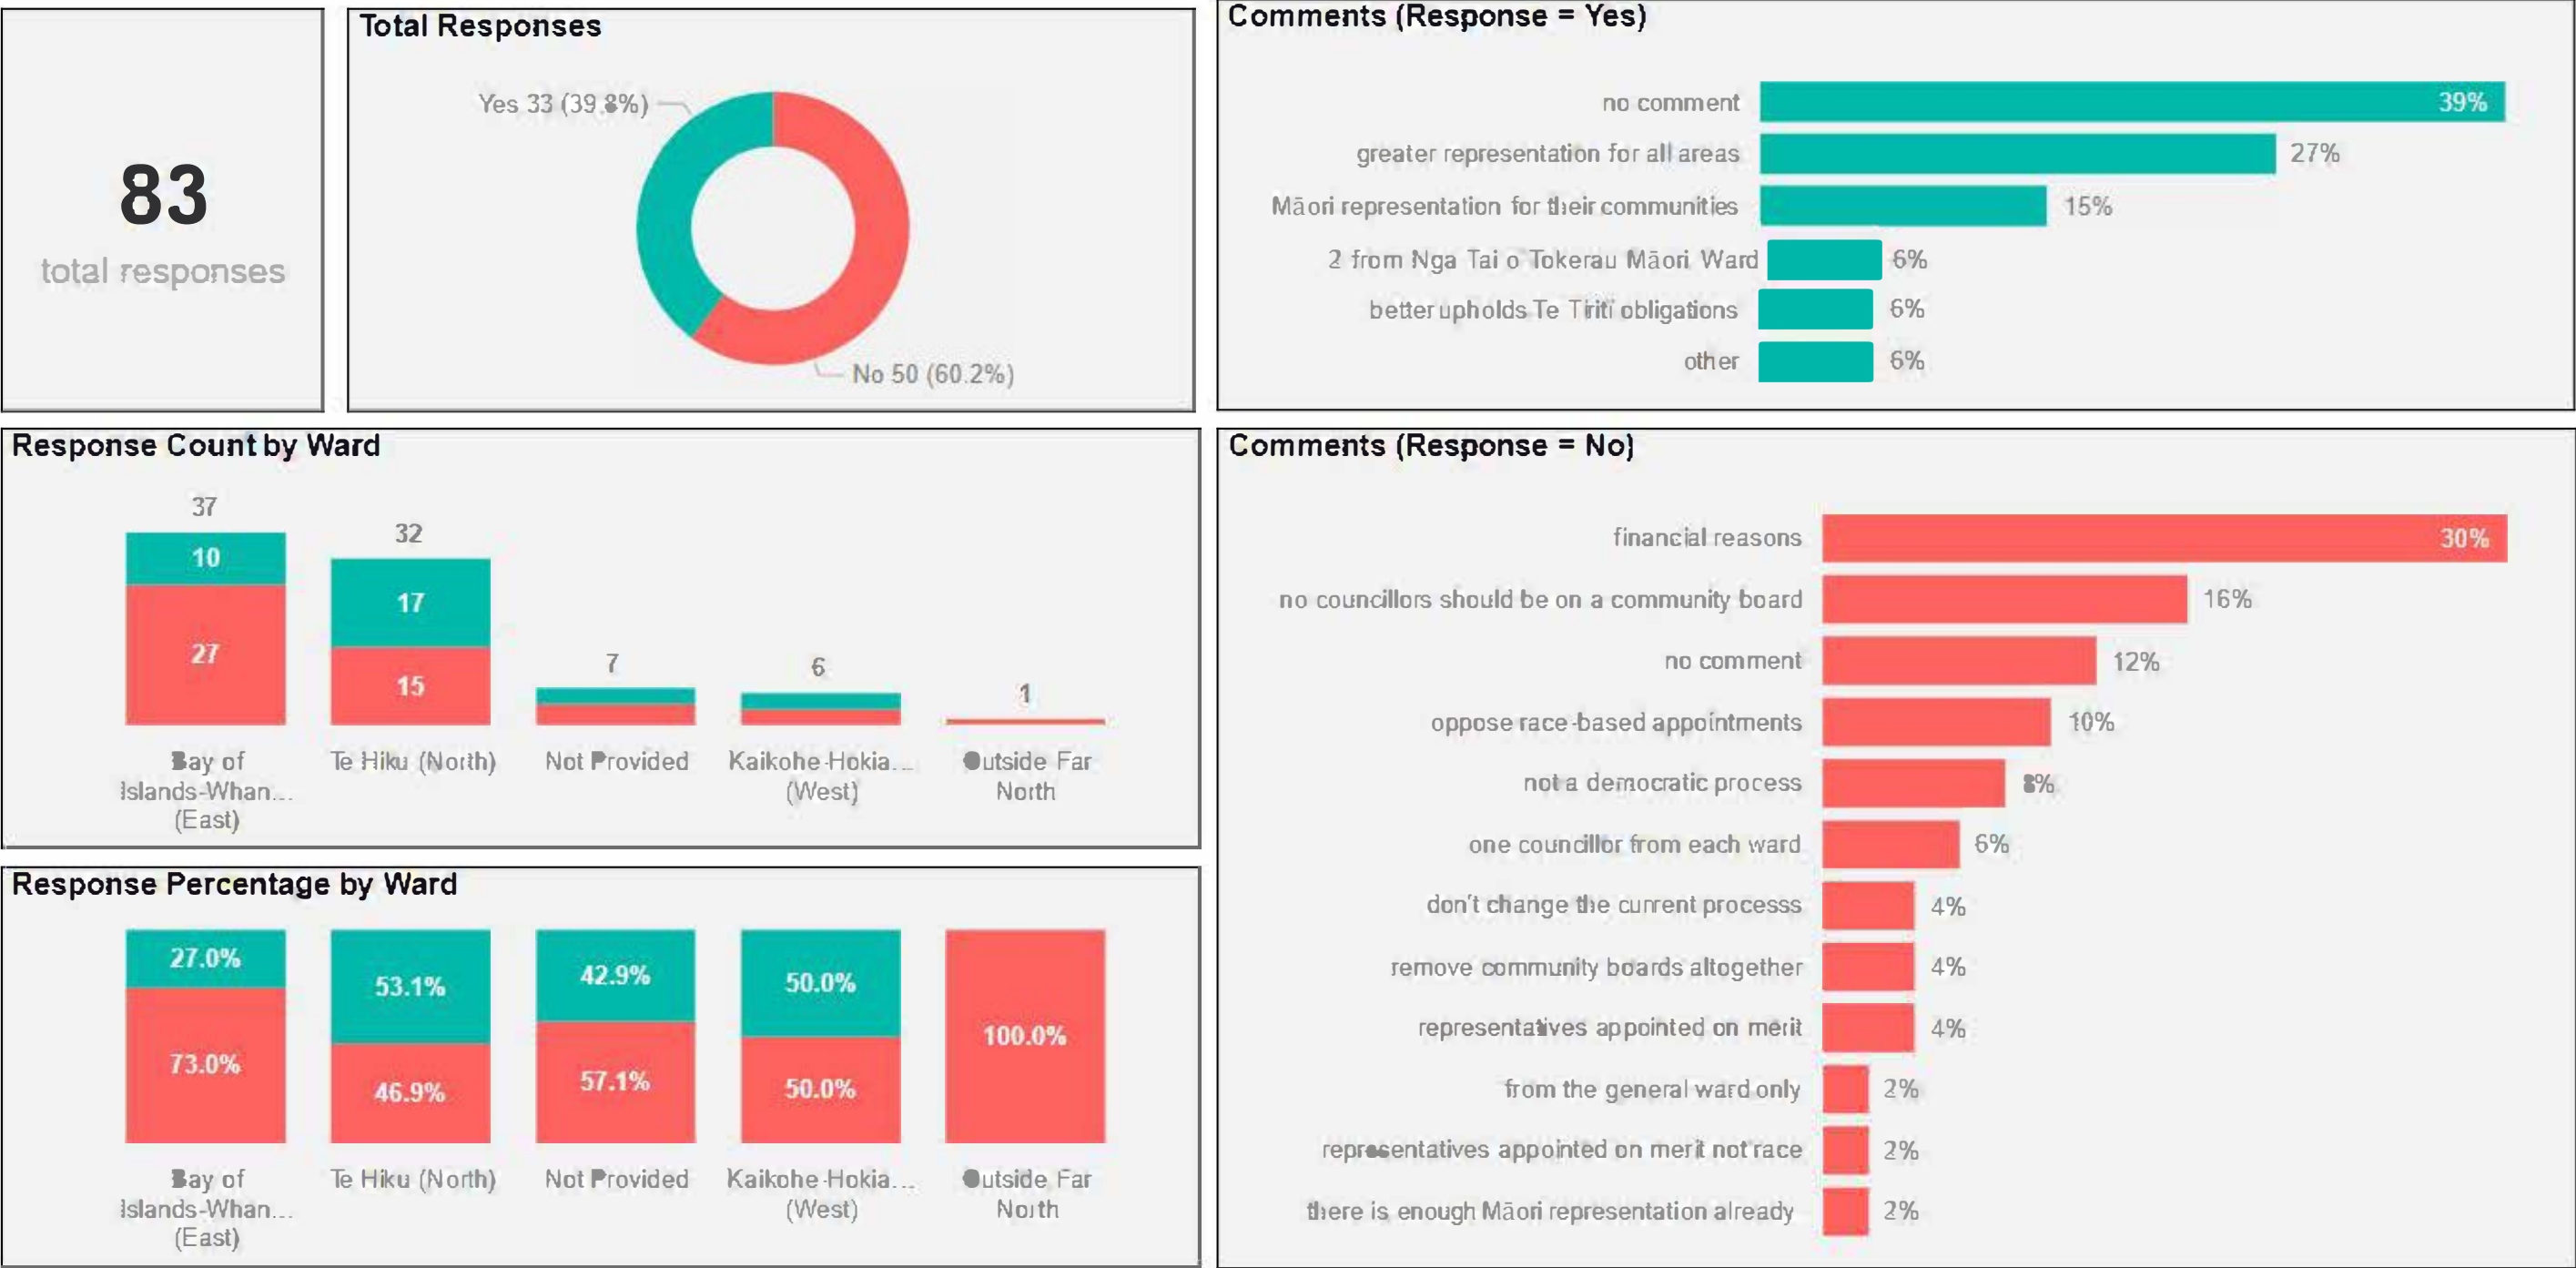 83
total responses
Total Responses
Yes 33 (39.8%)
No 50 (60.2%)
Comments (Response = Yes)
no comment 39%
greater representation for all areas 27%
Māori representation for their communities 15%
2 from Nga Tai o Tokerau Māori Ward 6%
better upholds Te Tiriti obligations 6%
other 6%
Response Count by Ward
37
10
27
32
17
15
7
6
1
Bay of
Islands-Whan...
(East)
Te Hiku (North)
Not Provided
Kaikohe-Hokia...
(West)
Outside Far
North
Response Percentage by Ward
27.0%
73.0%
53.1%
46.9%
42.9%
57.1%
50.0%
50.0%
100.0%
Bay of
Islands-Whan...
(East)
Te Hiku (North)
Not Provided
Kaikohe-Hokia...
(West)
Outside Far
North
Comments (Response = No)
financial reasons 30%
no councillors should be on a community board 16%
no comment 12%
oppose race-based appointments 10%
not a democratic process 8%
one councillor from each ward 6%
don't change the current processs 4%
remove community boards altogether 4%
representatives appointed on merit 4%
from the general ward only 2%
representatives appointed on merit not race 2%
there is enough Māori representation already 2%